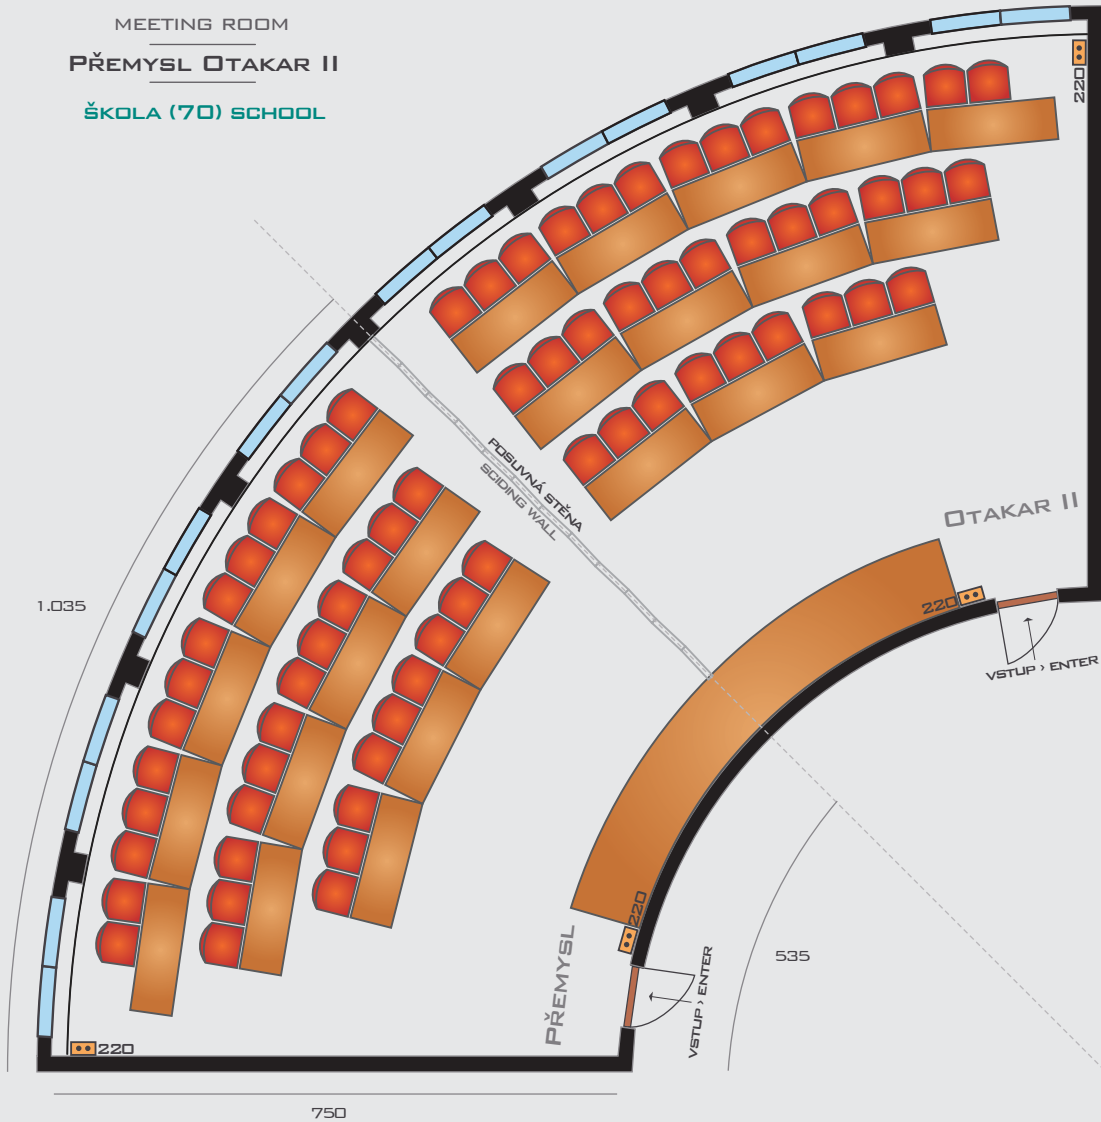 MEETING ROOM
PŘEMYSL OTAKAR II
ŠKOLA (70) SCHOOL
220
POSUVNÁ STĚNA
SCIDING WALL
OTAKAR II
220
VSTUP › ENTER
1.035
220
PŘEMYSL
VSTUP › ENTER
535
220
750